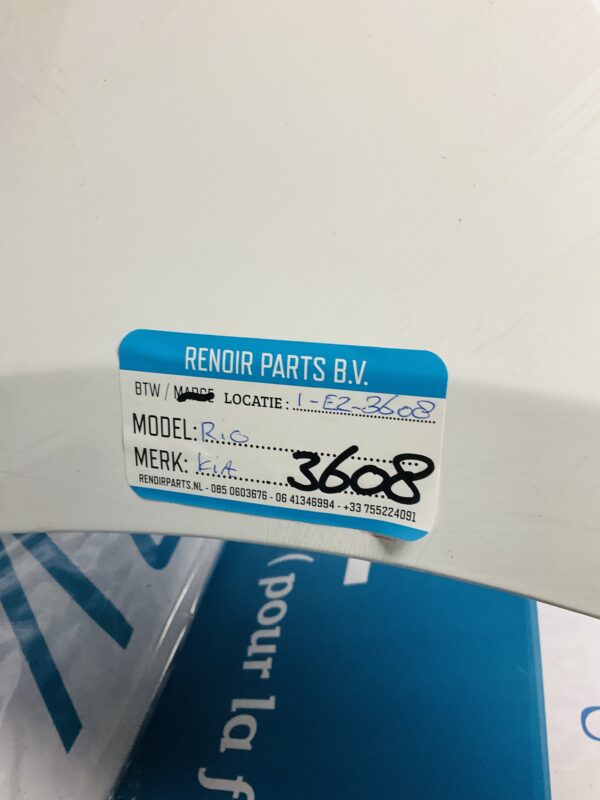 RENOIR PARTS B.V.
BTW / MARGE LOCATIE: 1-E2-3608
MODEL: Rio
MERK: KiA 3608
RENOIRPARTS.NL - 085 0603676 - 06 41346994 - +33 755224091
( pour la f